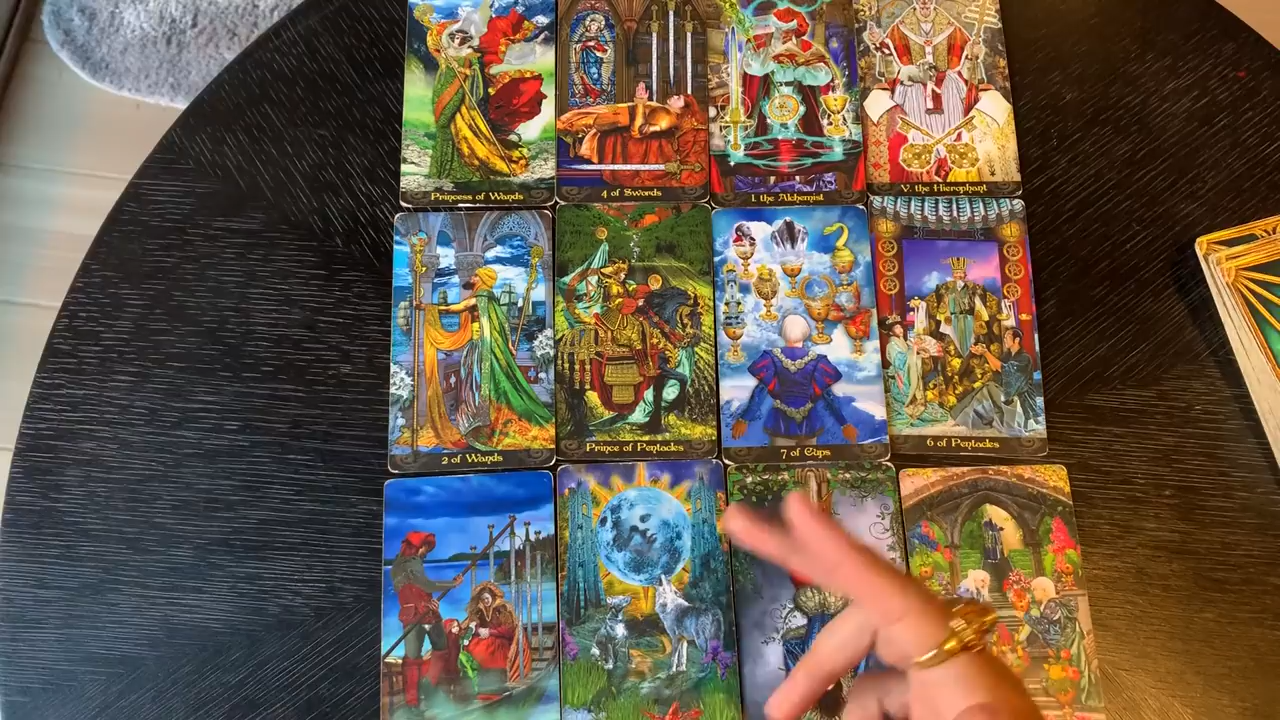 Princess of Wands
4 of Swords
I. the Alchemist
V. the Hierophant
2 of Wands
Prince of Pentacles
7 of Cups
6 of Pentacles